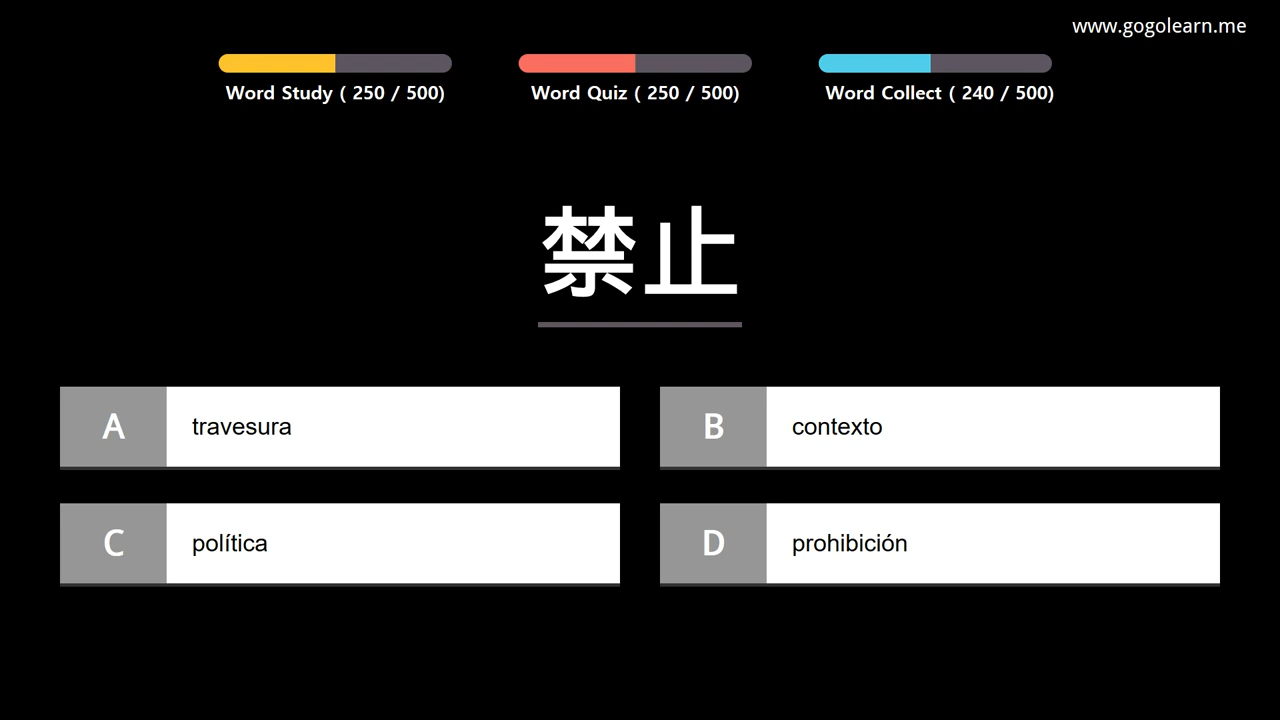 www.gogolearn.me
Word Study ( 250 / 500)
Word Quiz ( 250 / 500)
Word Collect ( 240 / 500)
禁止
A travesura
B contexto
C política
D prohibición